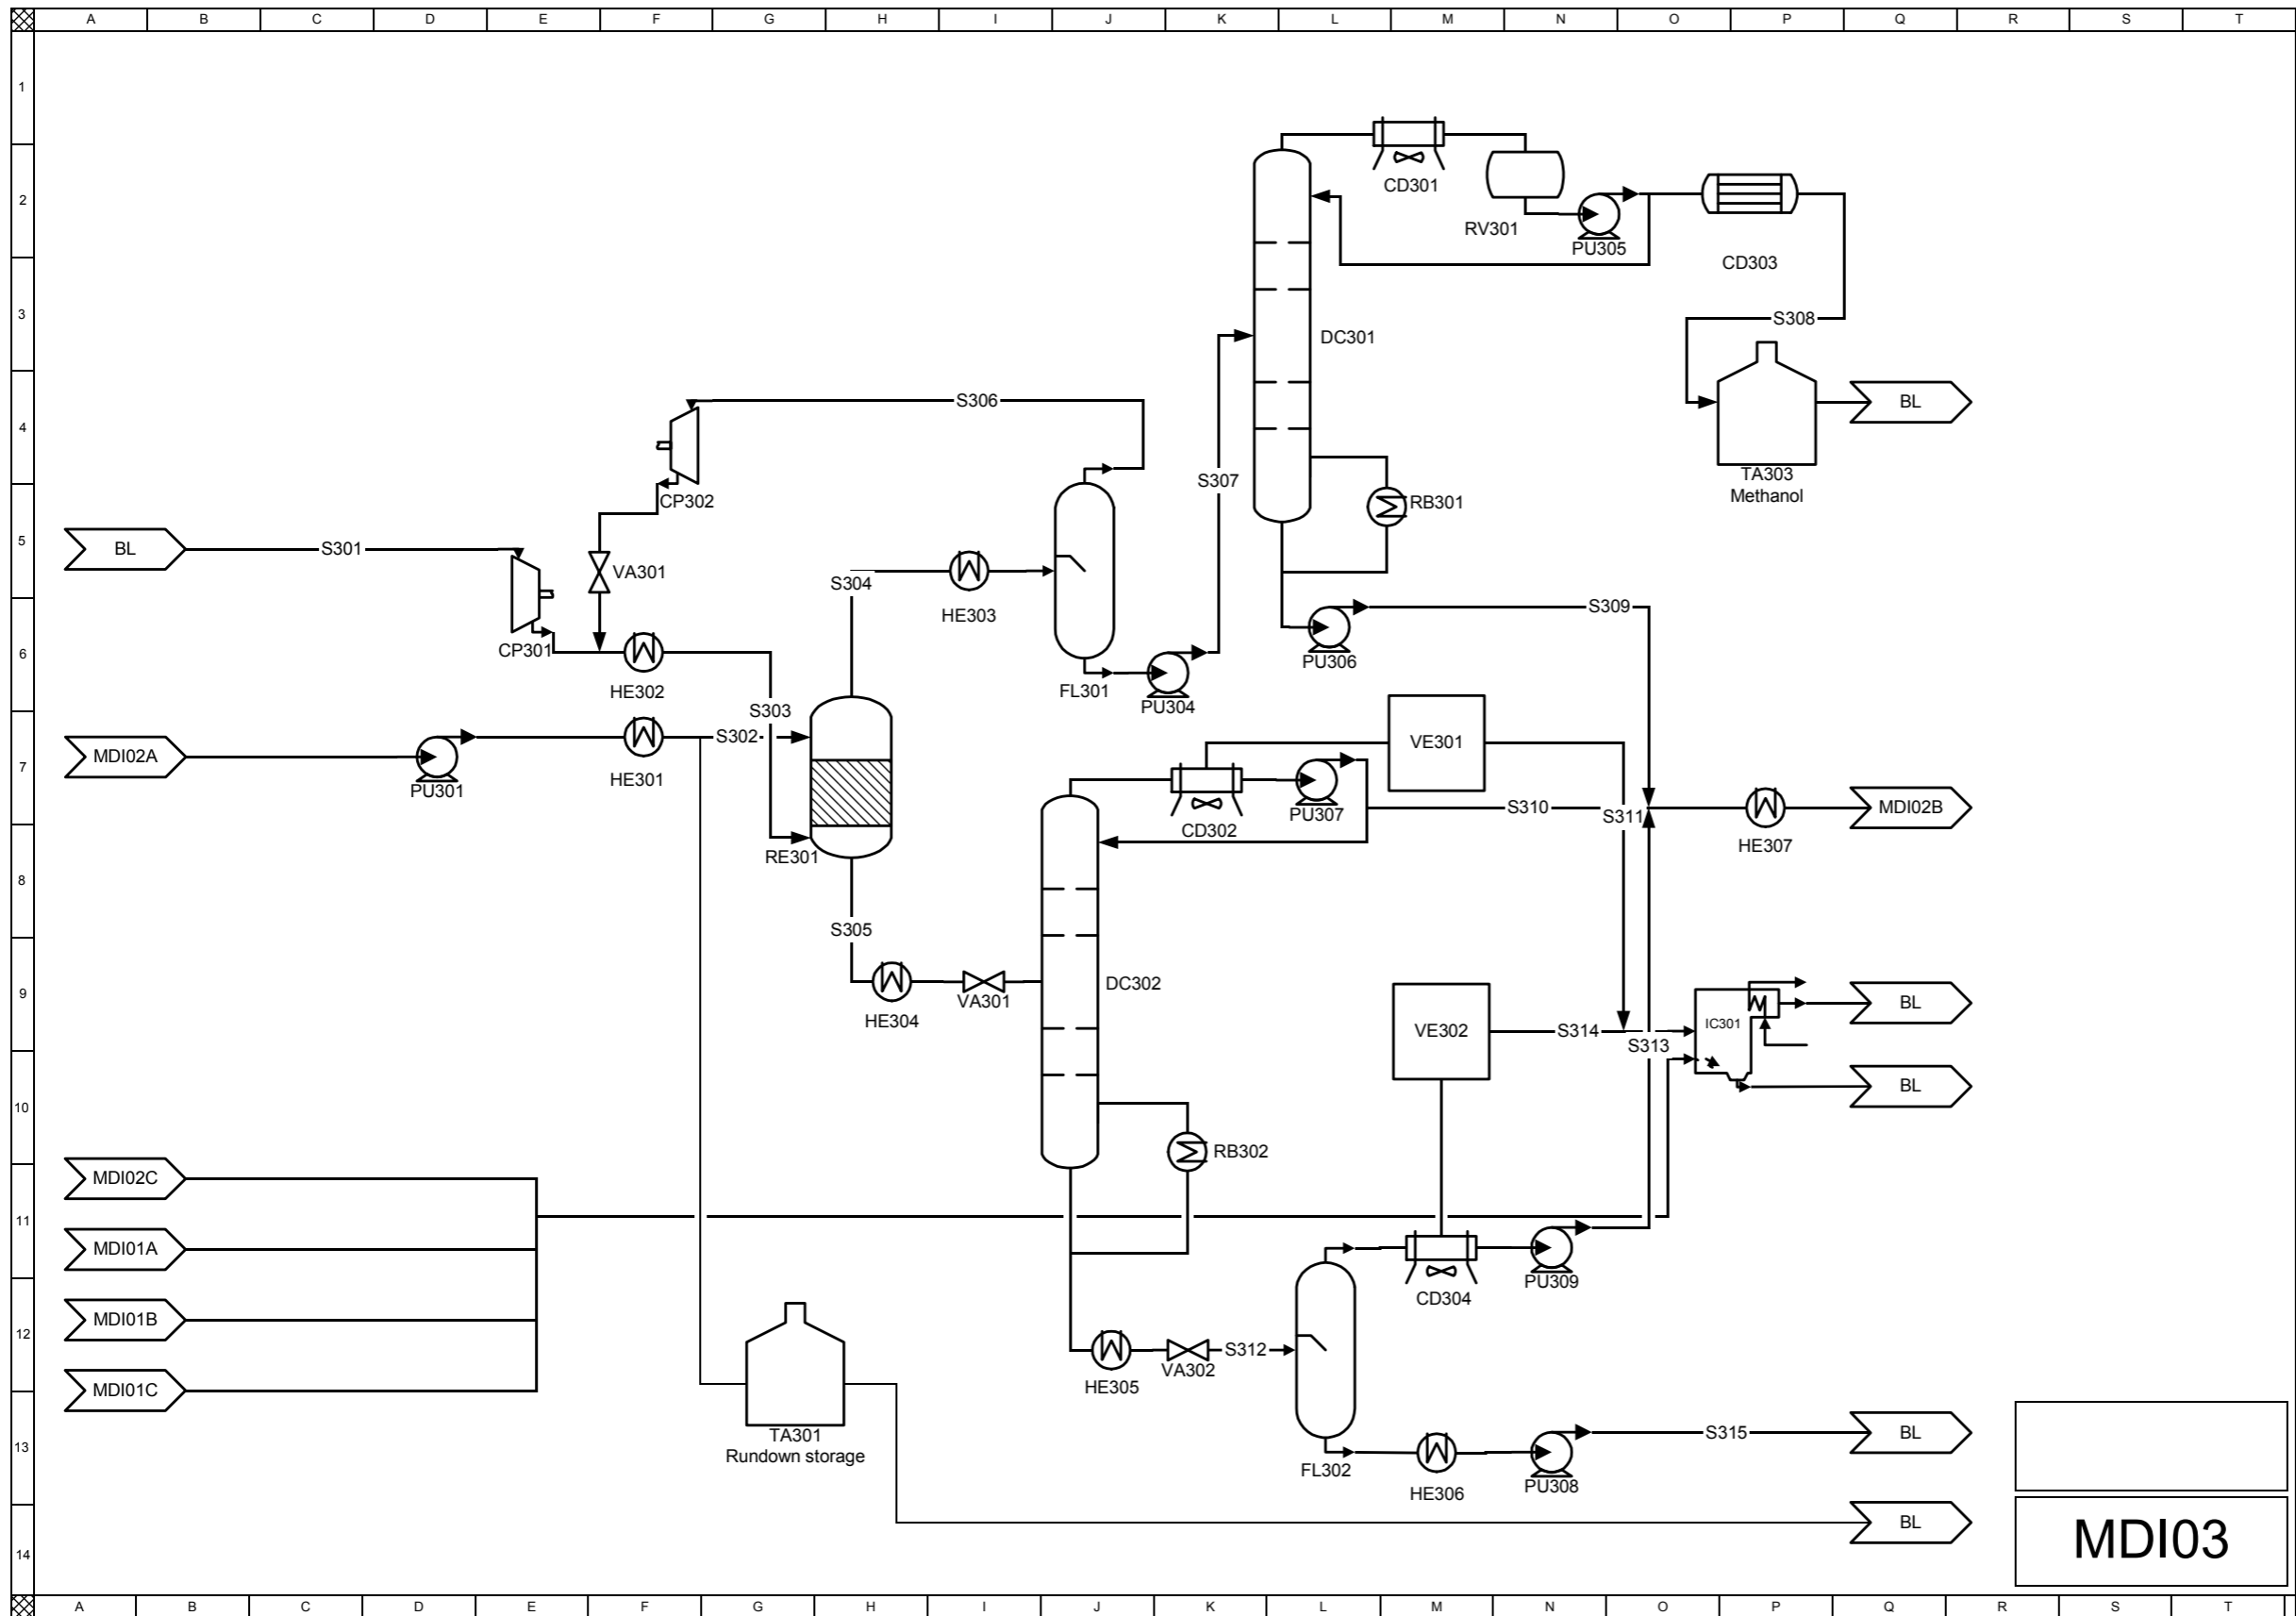 A B C D E F G H I J K L M N O P Q R S T
1
CD301
2
RV301
PU305
CD303
3
S308
DC301
S306
BL
4
TA303
Methanol
S307
CP302
RB301
BL
S301
5
VA301
S304
HE303
S309
CP301
6
PU306
HE302
FL301
PU304
S303
S302
VE301
MDI02A
7
PU301
HE301
S310
MDI02B
PU307
S311
CD302
HE307
RE301
8
S305
DC302
9
VA301
BL
HE304
IC301
VE302
S314
S313
BL
10
RB302
MDI02C
11
MDI01A
PU309
CD304
MDI01B
12
S312
VA302
HE305
MDI01C
BL
TA301
Rundown storage
S315
13
FL302
HE306
PU308
BL
MDI03
14
A B C D E F G H I J K L M N O P Q R S T